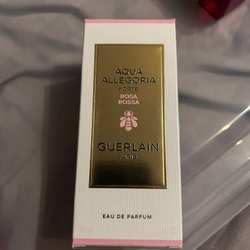 AQUA
ALLEGORIA
FORTE
ROSA
ROSSA
GUERLAIN
PARIS
EAU DE PARFUM